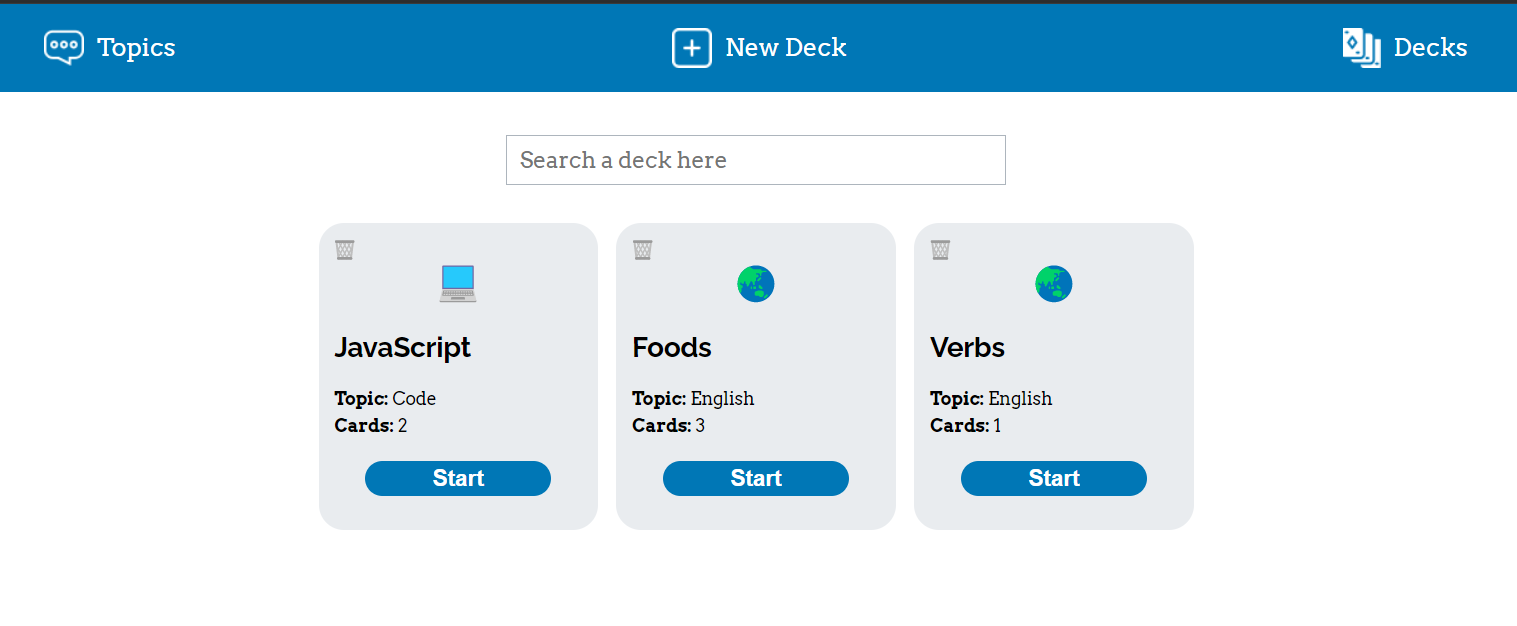 Topics
New Deck
Decks
Search a deck here
JavaScript
Topic: Code
Cards: 2
Start
Foods
Topic: English
Cards: 3
Start
Verbs
Topic: English
Cards: 1
Start